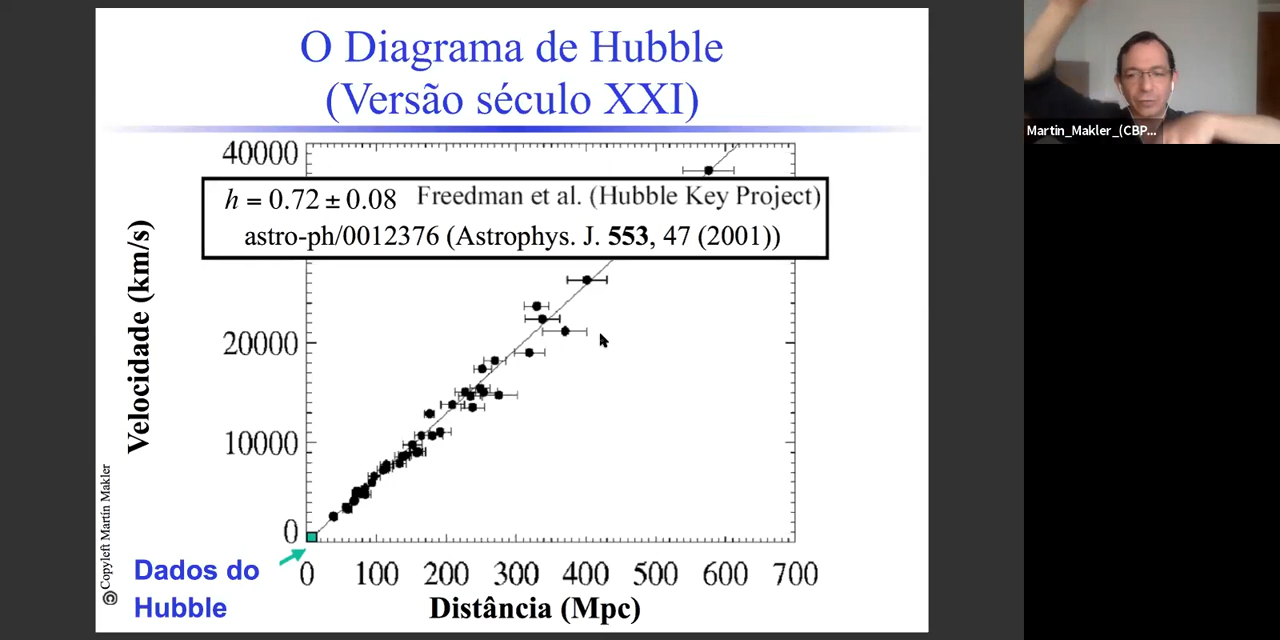 O Diagrama de Hubble
(Versão século XXI)
Martin_Makler_(CBP...
40000
h = 0.72 ± 0.08 Freedman et al. (Hubble Key Project)
astro-ph/0012376 (Astrophys. J. 553, 47 (2001))
Velocidade (km/s)
20000
10000
0
©Copyleft Martín Makler
Dados do
Hubble
0 100 200 300 400 500 600 700
Distância (Mpc)